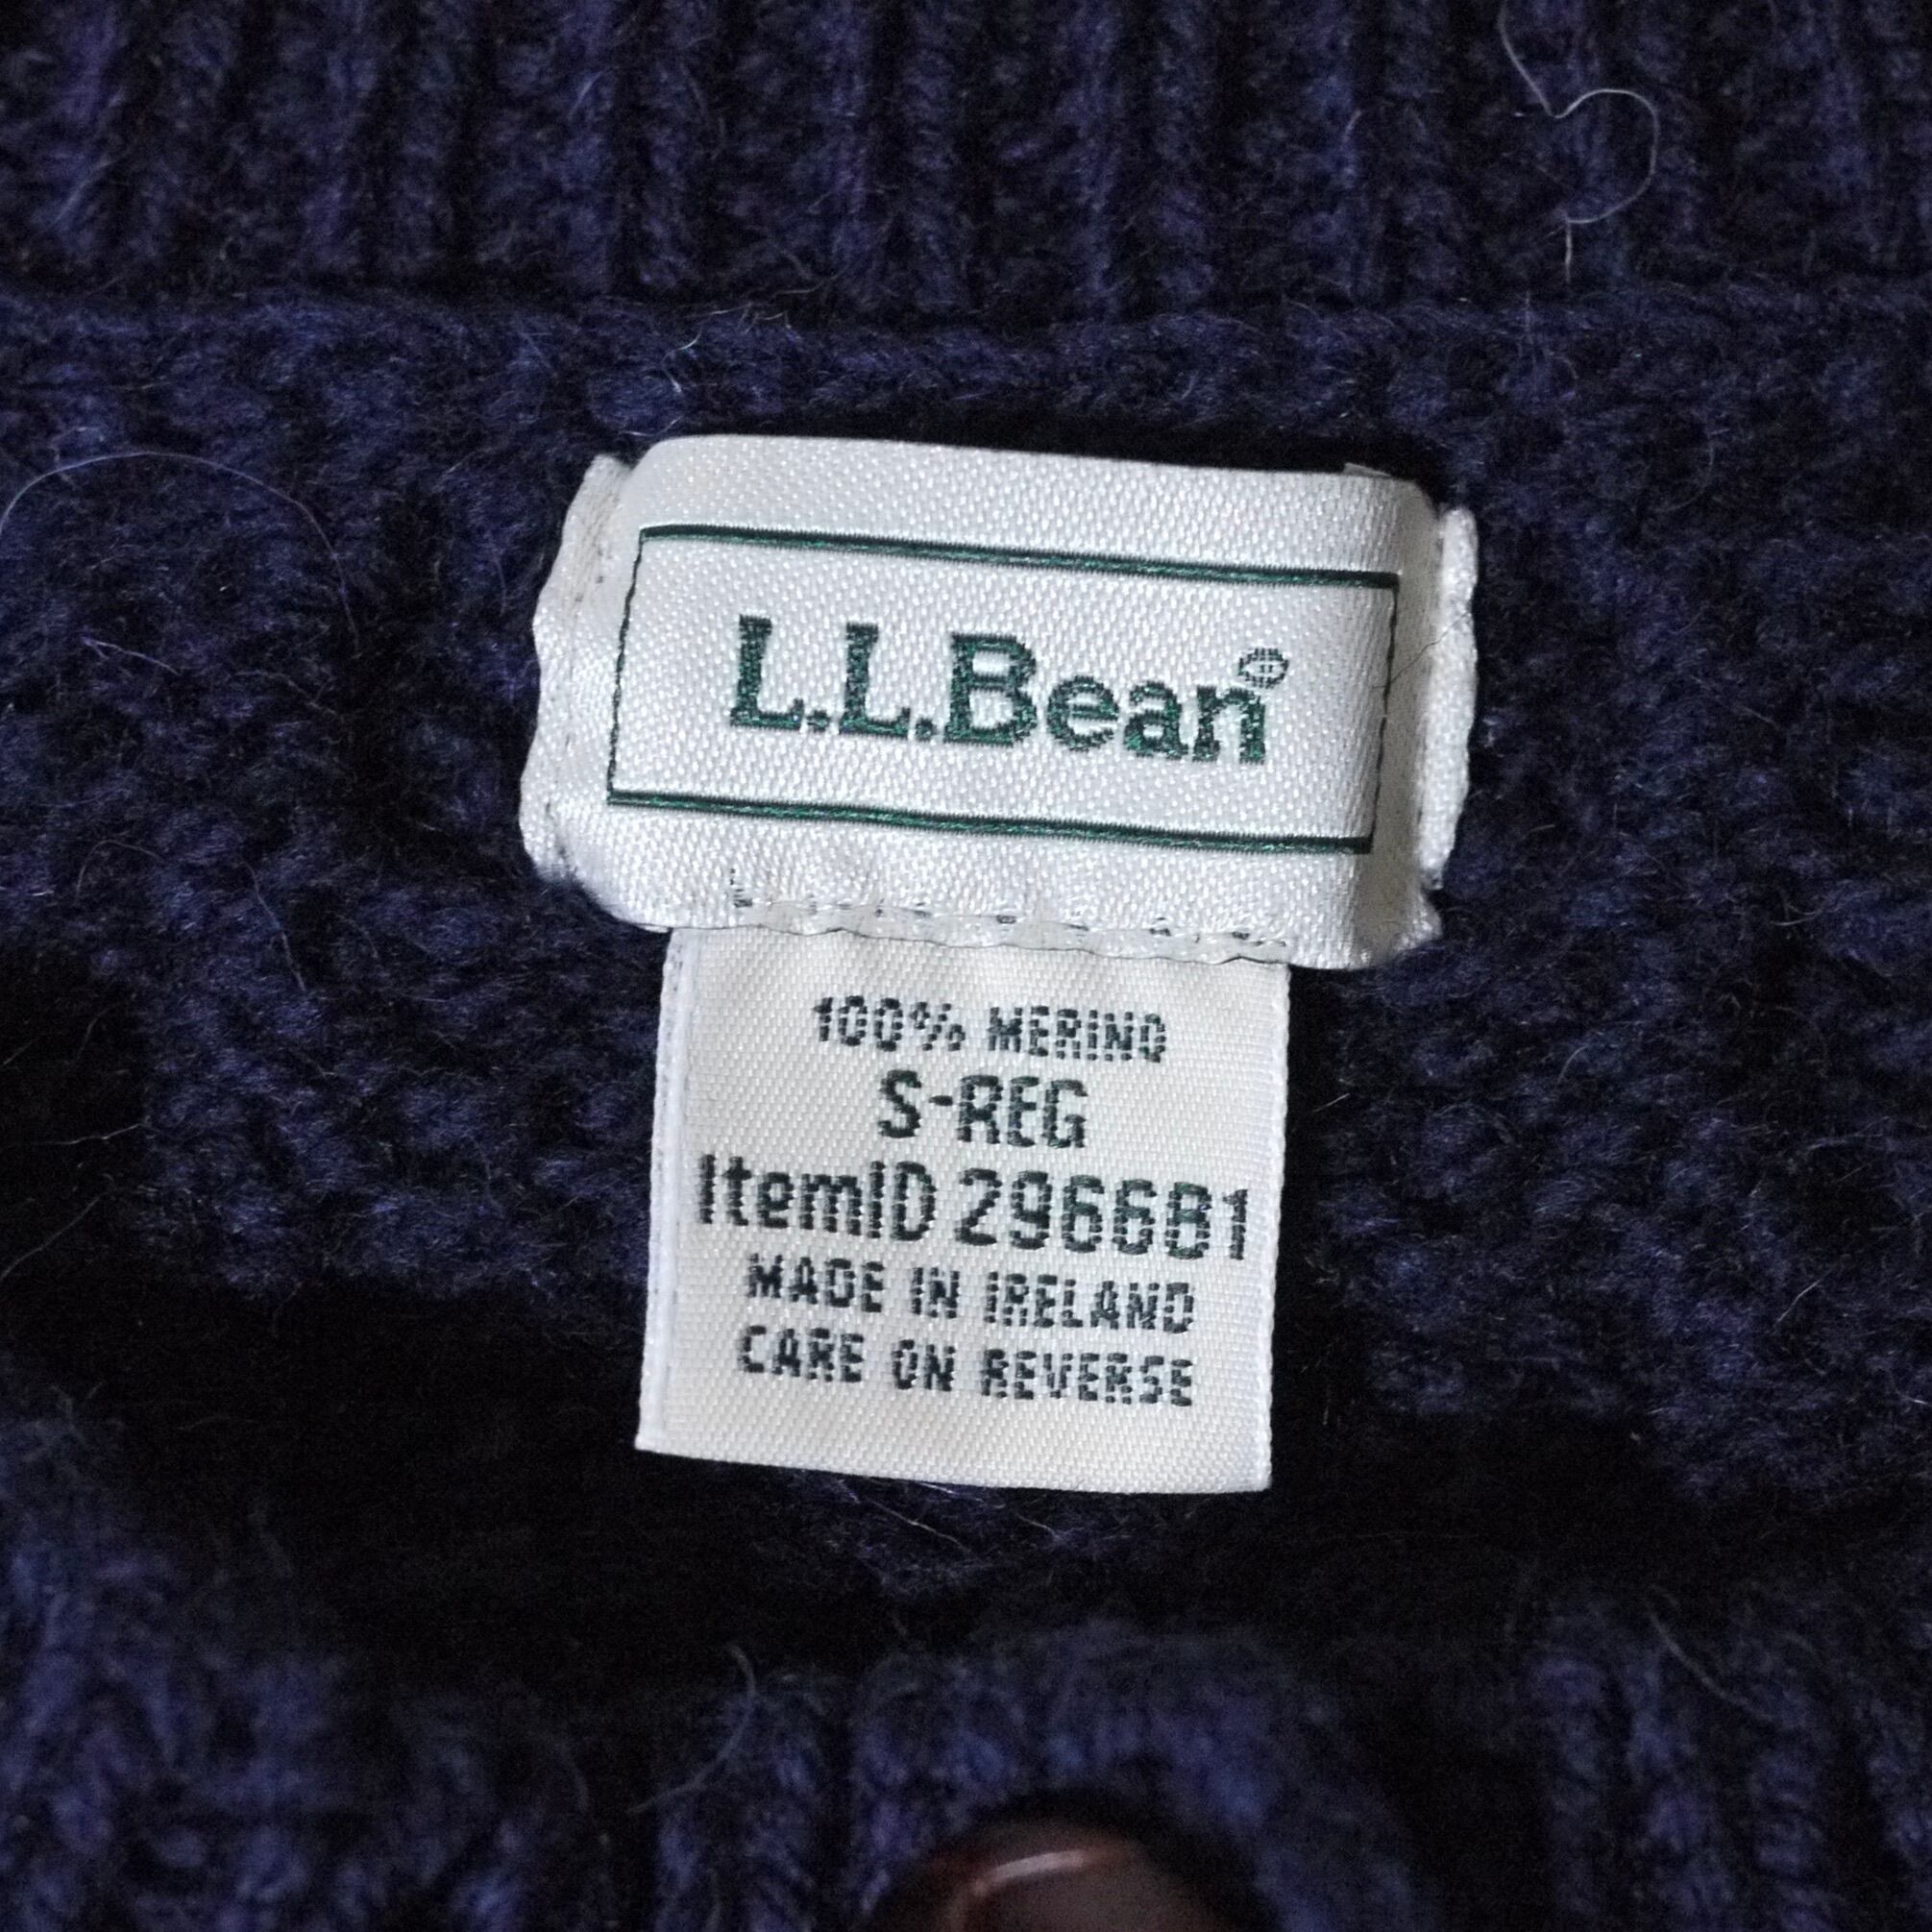 L.L.Bean®
100% MERINO
S-REG
ItemID 296681
MADE IN IRELAND
CARE ON REVERSE